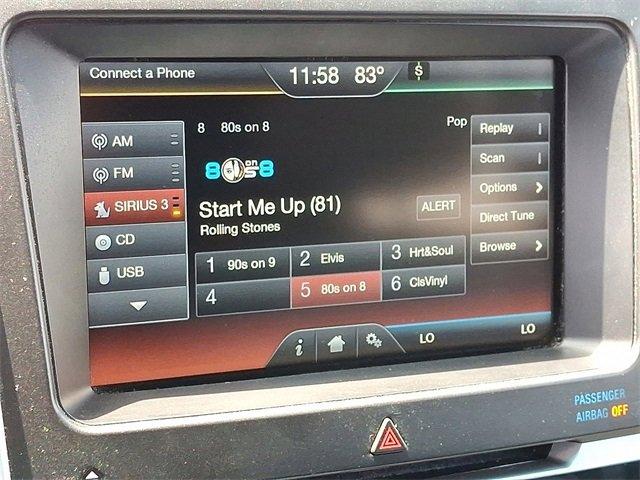 Connect a Phone
11:58 83°
S
AM
FM
SIRIUS 3
CD
USB
8 80s on 8
Pop
80s on 8
Start Me Up (81)
Rolling Stones
ALERT
1 90s on 9
2 Elvis
3 Hrt&Soul
4
5 80s on 8
6 ClsVinyl
Replay
Scan
Options
Direct Tune
Browse
i
LO
LO
PASSENGER
AIRBAG OFF